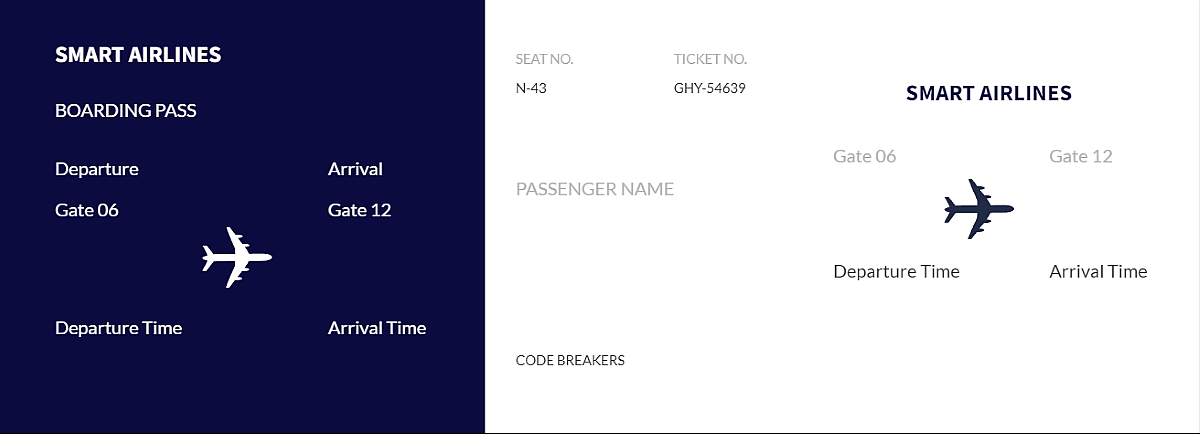 SMART AIRLINES
BOARDING PASS
Departure Arrival
Gate 06 Gate 12
Departure Time Arrival Time
SEAT NO. TICKET NO.
N-43 GHY-54639
PASSENGER NAME
CODE BREAKERS
SMART AIRLINES
Gate 06 Gate 12
Departure Time Arrival Time